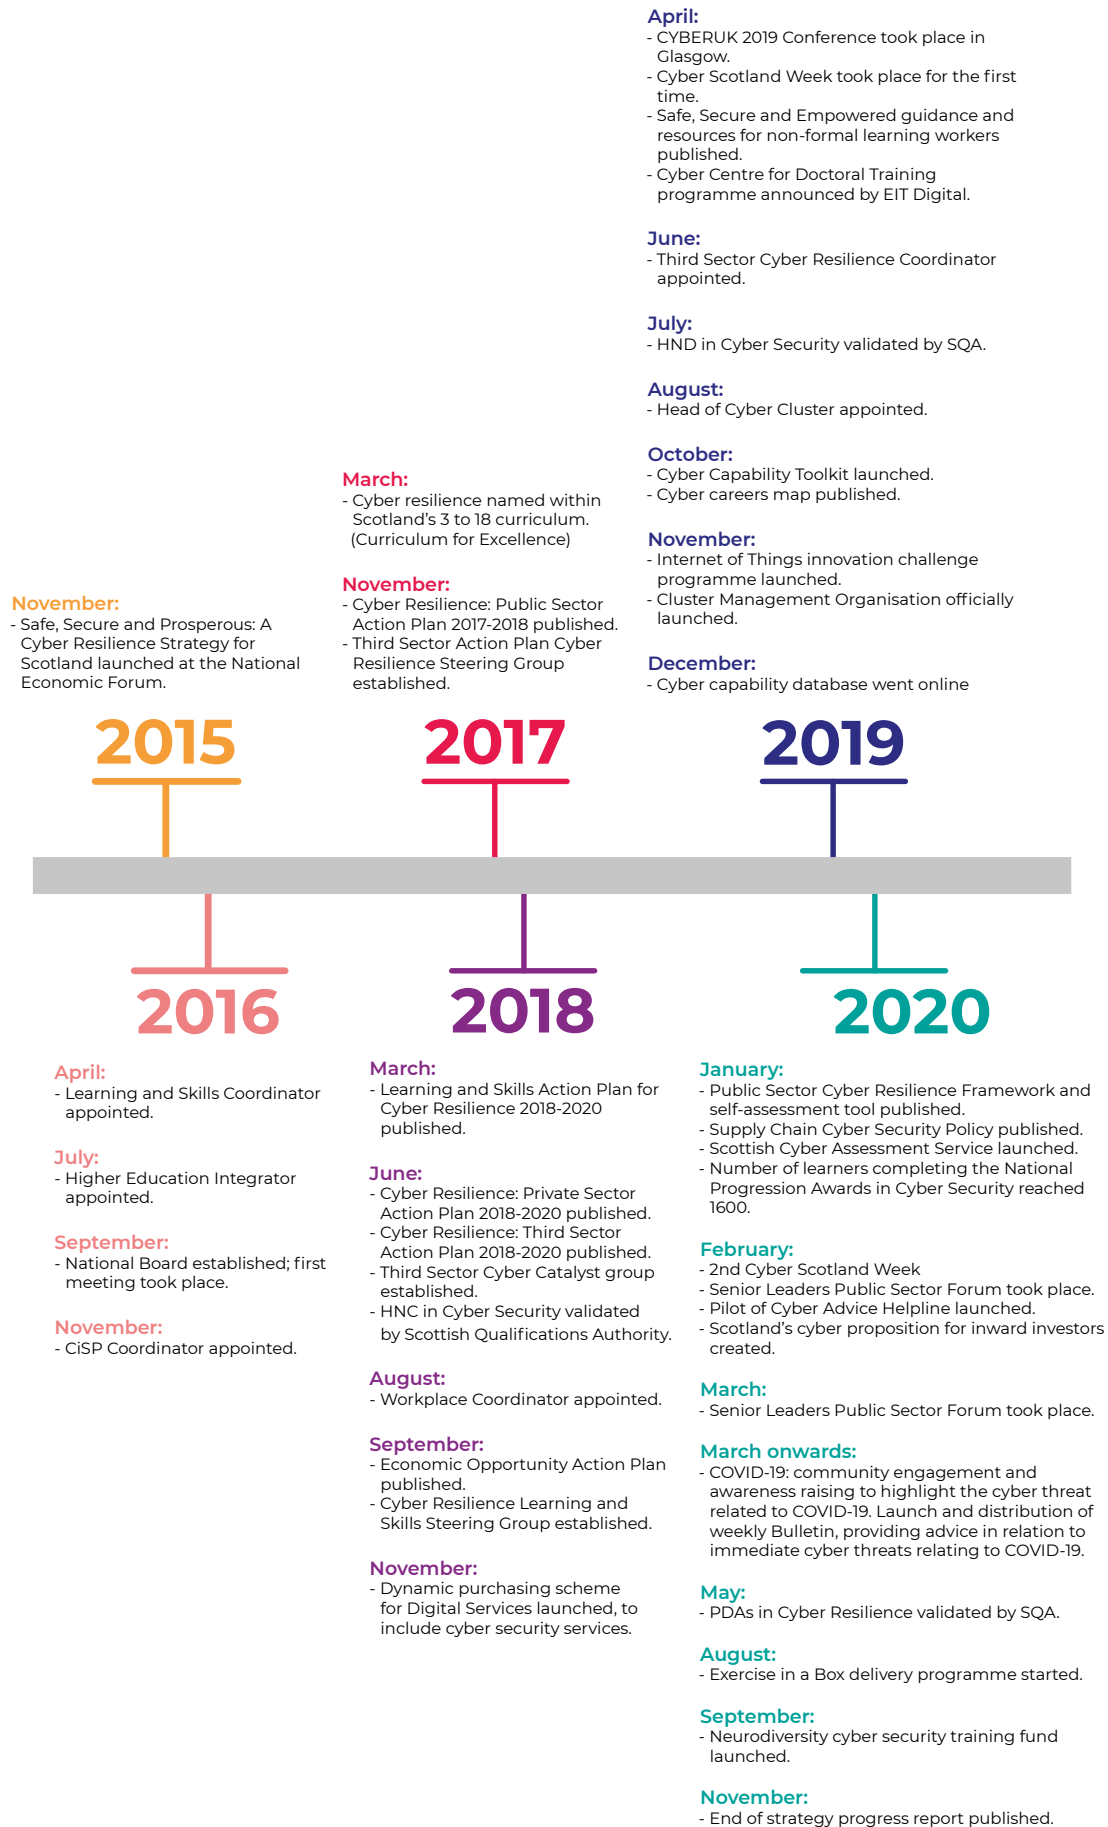 November:
- Safe, Secure and Prosperous: A
Cyber Resilience Strategy for
Scotland launched at the National
Economic Forum.
2015
March:
- Cyber resilience named within
Scotland’s 3 to 18 curriculum.
(Curriculum for Excellence)
November:
- Cyber Resilience: Public Sector
Action Plan 2017-2018 published.
- Third Sector Action Plan Cyber
Resilience Steering Group
established.
2017
April:
- CYBERUK 2019 Conference took place in
Glasgow.
- Cyber Scotland Week took place for the first
time.
- Safe, Secure and Empowered guidance and
resources for non-formal learning workers
published.
- Cyber Centre for Doctoral Training
programme announced by EIT Digital.
June:
- Third Sector Cyber Resilience Coordinator
appointed.
July:
- HND in Cyber Security validated by SQA.
August:
- Head of Cyber Cluster appointed.
October:
- Cyber Capability Toolkit launched.
- Cyber careers map published.
November:
- Internet of Things innovation challenge
programme launched.
- Cluster Management Organisation officially
launched.
December:
- Cyber capability database went online
2019
2016
April:
- Learning and Skills Coordinator
appointed.
July:
- Higher Education Integrator
appointed.
September:
- National Board established; first
meeting took place.
November:
- CiSP Coordinator appointed.
2018
March:
- Learning and Skills Action Plan for
Cyber Resilience 2018-2020
published.
June:
- Cyber Resilience: Private Sector
Action Plan 2018-2020 published.
- Cyber Resilience: Third Sector
Action Plan 2018-2020 published.
- Third Sector Cyber Catalyst group
established.
- HNC in Cyber Security validated
by Scottish Qualifications Authority.
August:
- Workplace Coordinator appointed.
September:
- Economic Opportunity Action Plan
published.
- Cyber Resilience Learning and
Skills Steering Group established.
November:
- Dynamic purchasing scheme
for Digital Services launched, to
include cyber security services.
2020
January:
- Public Sector Cyber Resilience Framework and
self-assessment tool published.
- Supply Chain Cyber Security Policy published.
- Scottish Cyber Assessment Service launched.
- Number of learners completing the National
Progression Awards in Cyber Security reached
1600.
February:
- 2nd Cyber Scotland Week
- Senior Leaders Public Sector Forum took place.
- Pilot of Cyber Advice Helpline launched.
- Scotland’s cyber proposition for inward investors
created.
March:
- Senior Leaders Public Sector Forum took place.
March onwards:
- COVID-19: community engagement and
awareness raising to highlight the cyber threat
related to COVID-19. Launch and distribution of
weekly Bulletin, providing advice in relation to
immediate cyber threats relating to COVID-19.
May:
- PDAs in Cyber Resilience validated by SQA.
August:
- Exercise in a Box delivery programme started.
September:
- Neurodiversity cyber security training fund
launched.
November:
- End of strategy progress report published.